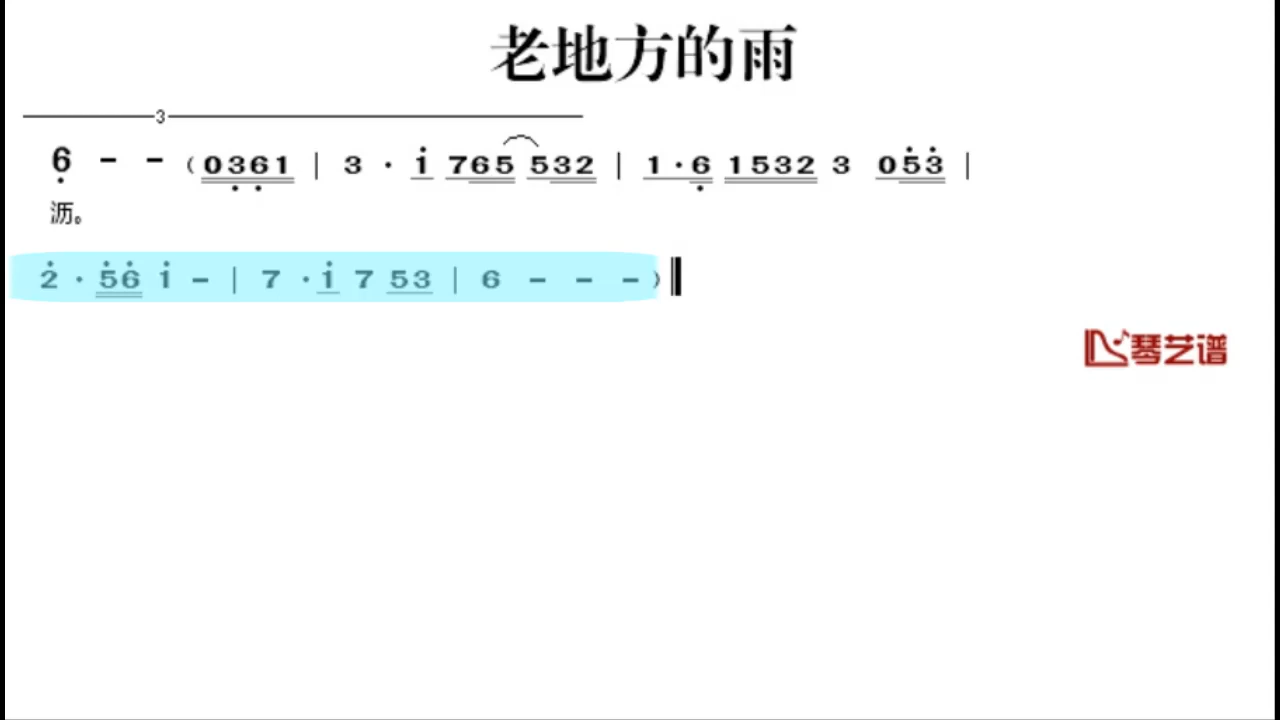 老地方的雨
3
6 - - (0361 | 3 · i 765 532 | 1·6 1532 3 053 |
沥。
2 · 56 i - | 7 · i 7 53 | 6 - - -)
琴艺谱